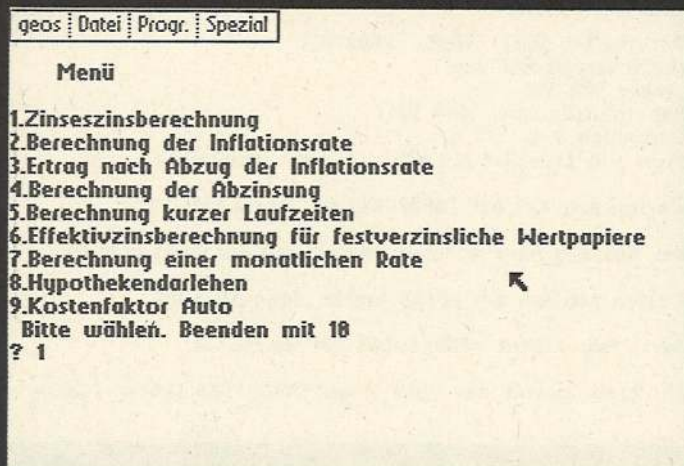 geos Datei Progr. Spezial
Menü
1.Zinseszinsberechnung
2.Berechnung der Inflationsrate
3.Ertrag nach Abzug der Inflationsrate
4.Berechnung der Abzinsung
5.Berechnung kurzer Laufzeiten
6.Effektivzinsberechnung für festverzinsliche Wertpapiere
7.Berechnung einer monatlichen Rate
8.Hypothekendarlehen
9.Kostenfaktor Auto
Bitte wählen. Beenden mit 10
? 1